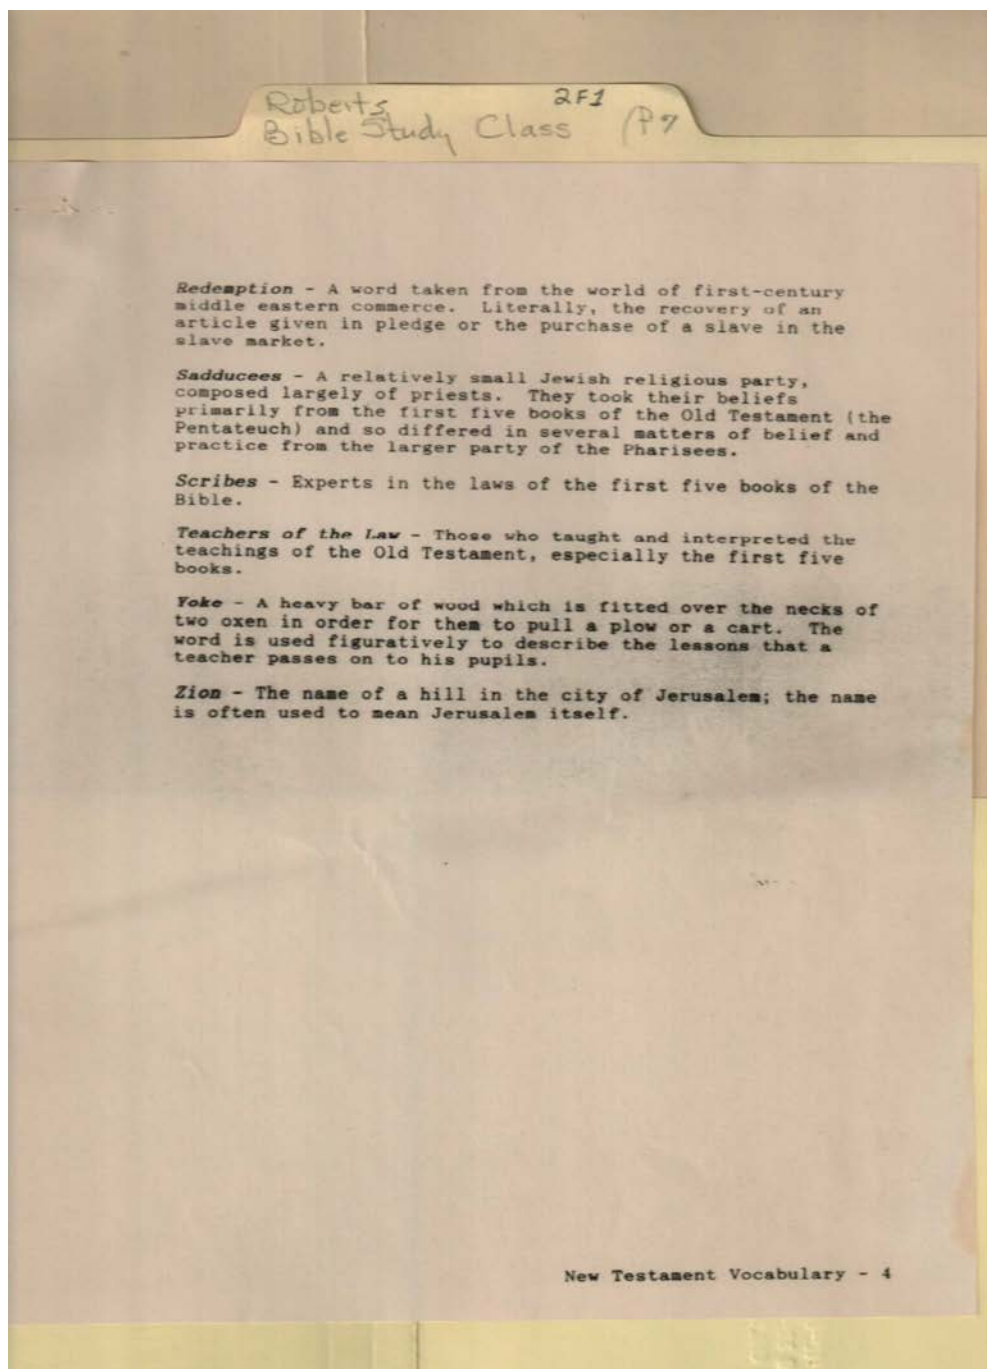 Roberts 2F1
Bible Study Class (P7
Redemption - A word taken from the world of first-century
middle eastern commerce. Literally, the recovery of an
article given in pledge or the purchase of a slave in the
slave market.
Sadducees - A relatively small Jewish religious party,
composed largely of priests. They took their beliefs
primarily from the first five books of the Old Testament (the
Pentateuch) and so differed in several matters of belief and
practice from the larger party of the Pharisees.
Scribes - Experts in the laws of the first five books of the
Bible.
Teachers of the Law - Those who taught and interpreted the
teachings of the Old Testament, especially the first five
books.
Yoke - A heavy bar of wood which is fitted over the necks of
two oxen in order for them to pull a plow or a cart. The
word is used figuratively to describe the lessons that a
teacher passes on to his pupils.
Zion - The name of a hill in the city of Jerusalem; the name
is often used to mean Jerusalem itself.
New Testament Vocabulary - 4